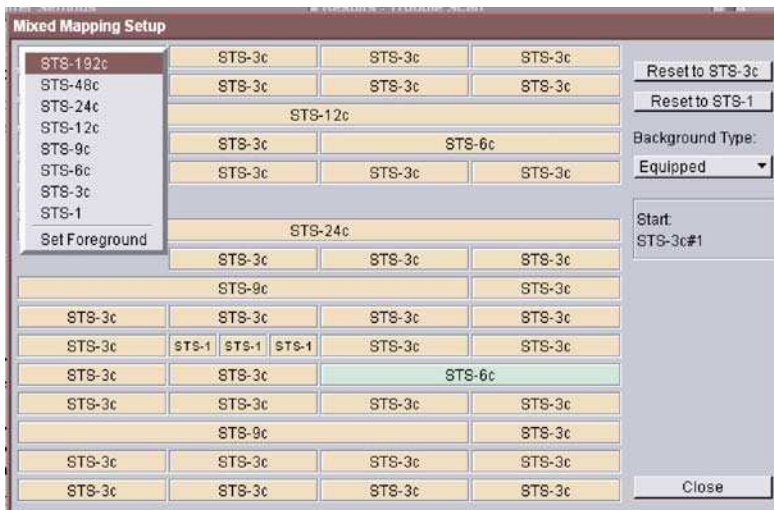 Mixed Mapping Setup
STS-192c
STS-48c
STS-24c
STS-12c
STS-9c
STS-6c
STS-3c
STS-1
Set Foreground
STS-3c STS-3c STS-3c
STS-3c STS-3c STS-3c
STS-12c
STS-3c STS-6c
STS-3c STS-3c STS-3c
STS-24c
STS-3c STS-3c STS-3c
STS-9c STS-3c
STS-3c STS-3c STS-3c STS-3c
STS-3c STS-1 STS-1 STS-1 STS-3c STS-3c
STS-3c STS-3c STS-6c
STS-3c STS-3c STS-3c STS-3c
STS-9c STS-3c
STS-3c STS-3c STS-3c STS-3c
STS-3c STS-3c STS-3c STS-3c
Reset to STS-3c
Reset to STS-1
Background Type:
Equipped
Start:
STS-3c#1
Close